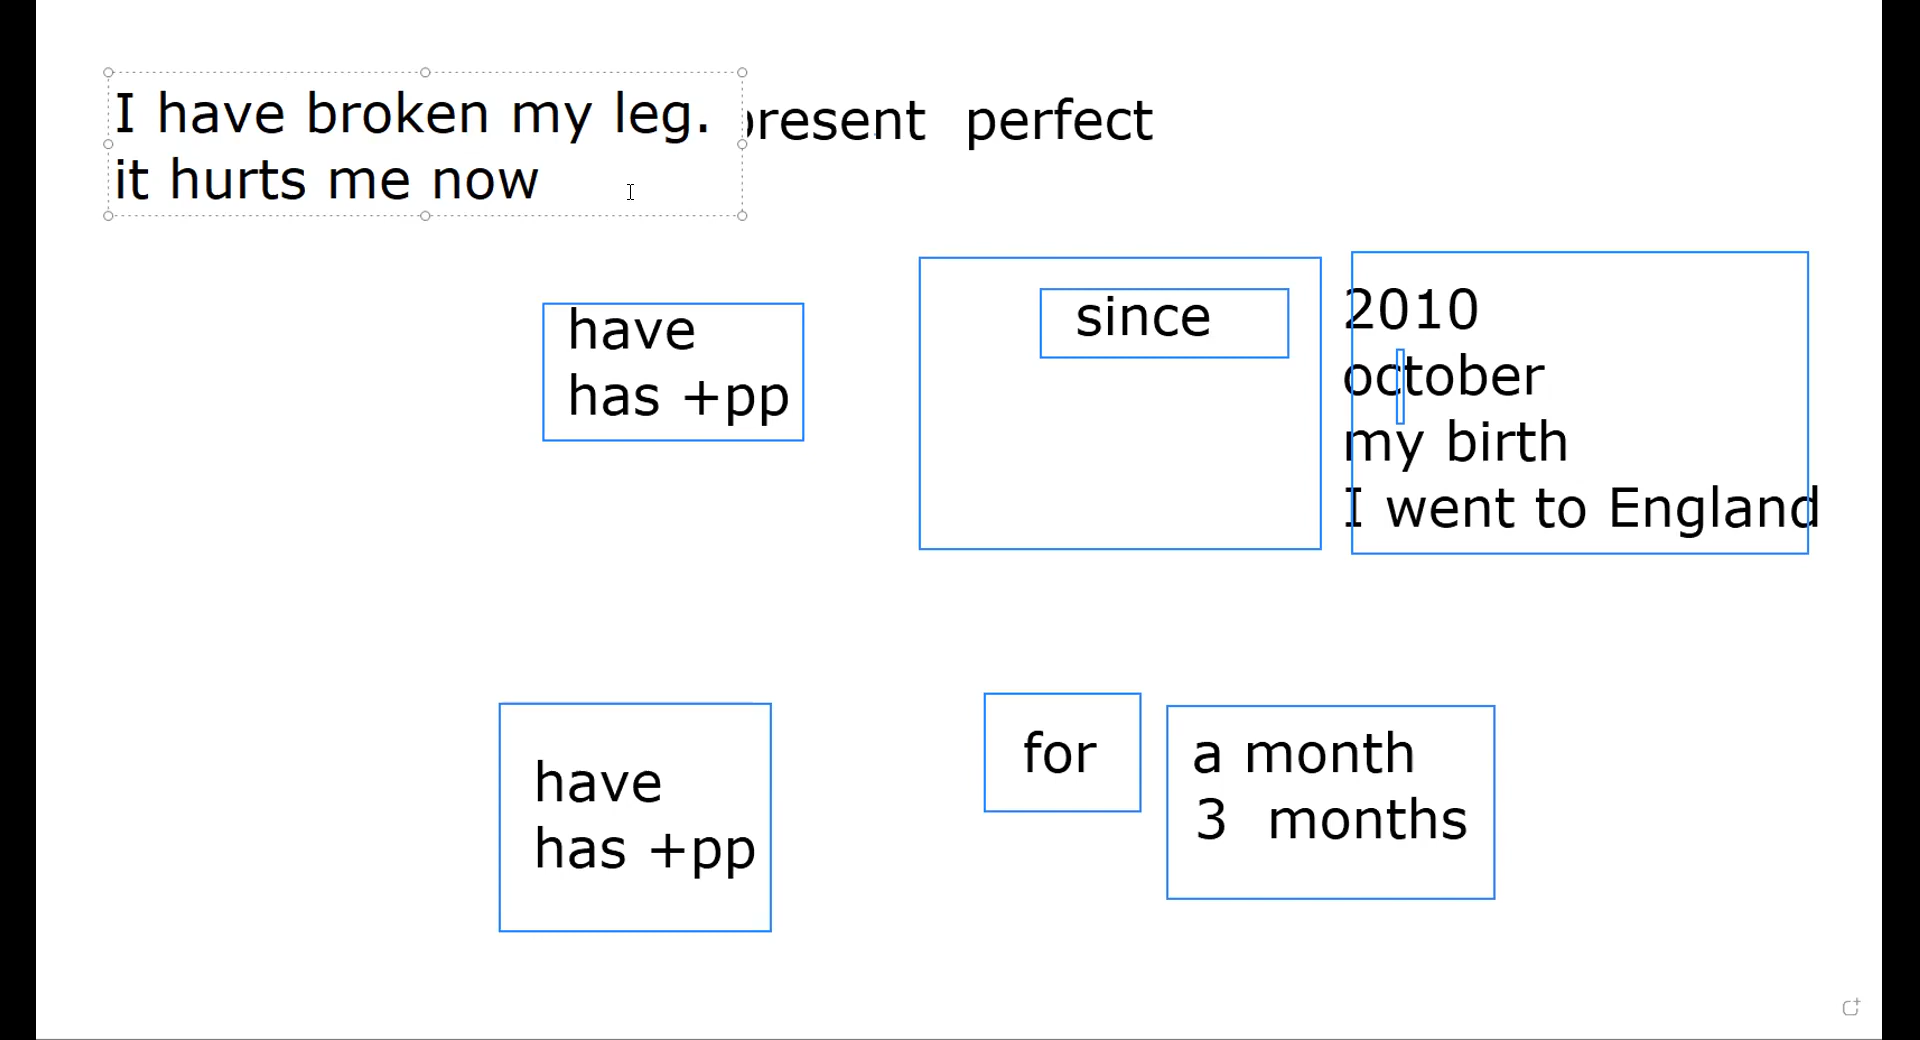 I have broken my leg.
it hurts me now
present perfect
have
has +pp
since
2010
october
my birth
I went to England
have
has +pp
for
a month
3 months